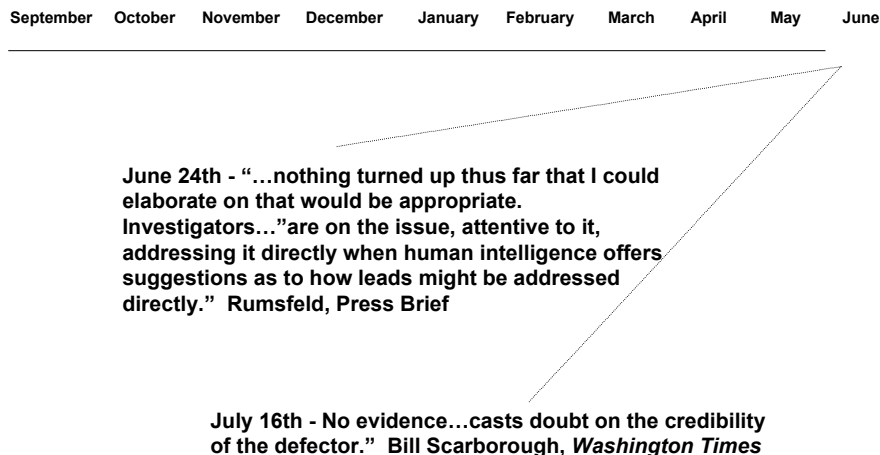 September October November December January February March April May June
June 24th - “…nothing turned up thus far that I could
elaborate on that would be appropriate.
Investigators…”are on the issue, attentive to it,
addressing it directly when human intelligence offers
suggestions as to how leads might be addressed
directly.” Rumsfeld, Press Brief
July 16th - No evidence…casts doubt on the credibility
of the defector.” Bill Scarborough, Washington Times